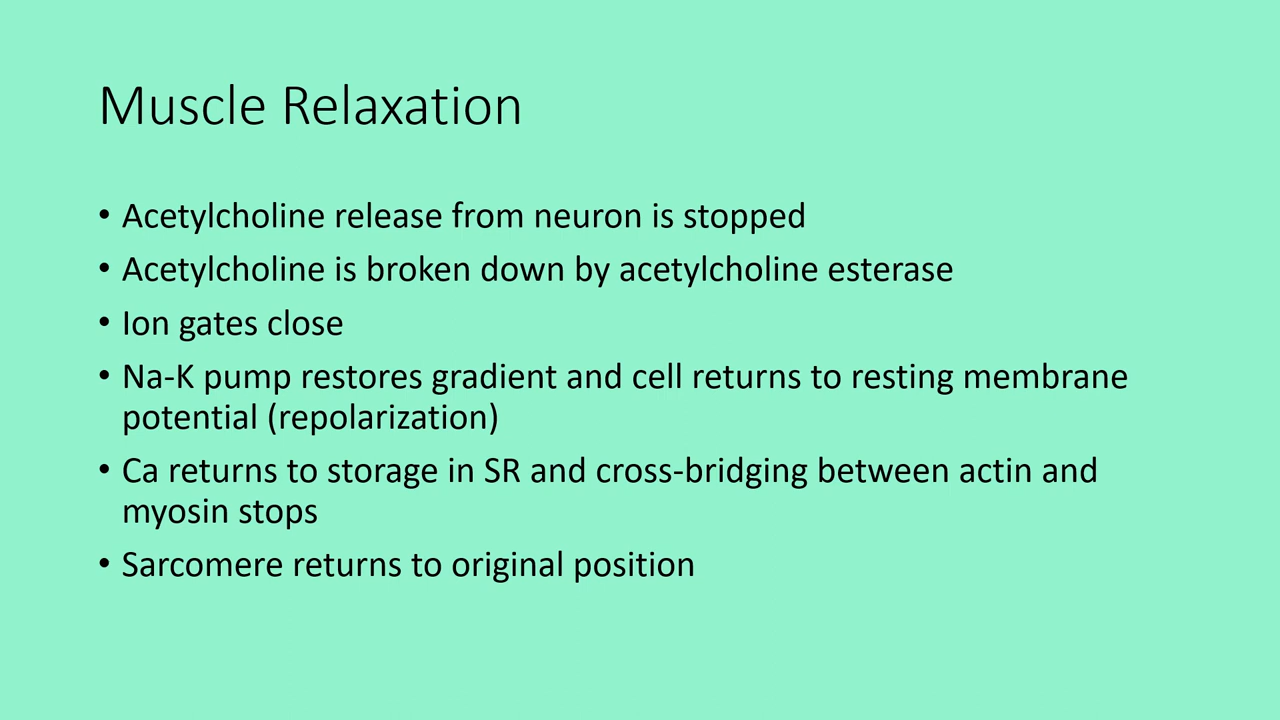 Muscle Relaxation
• Acetylcholine release from neuron is stopped
• Acetylcholine is broken down by acetylcholine esterase
• Ion gates close
• Na-K pump restores gradient and cell returns to resting membrane
potential (repolarization)
• Ca returns to storage in SR and cross-bridging between actin and
myosin stops
• Sarcomere returns to original position